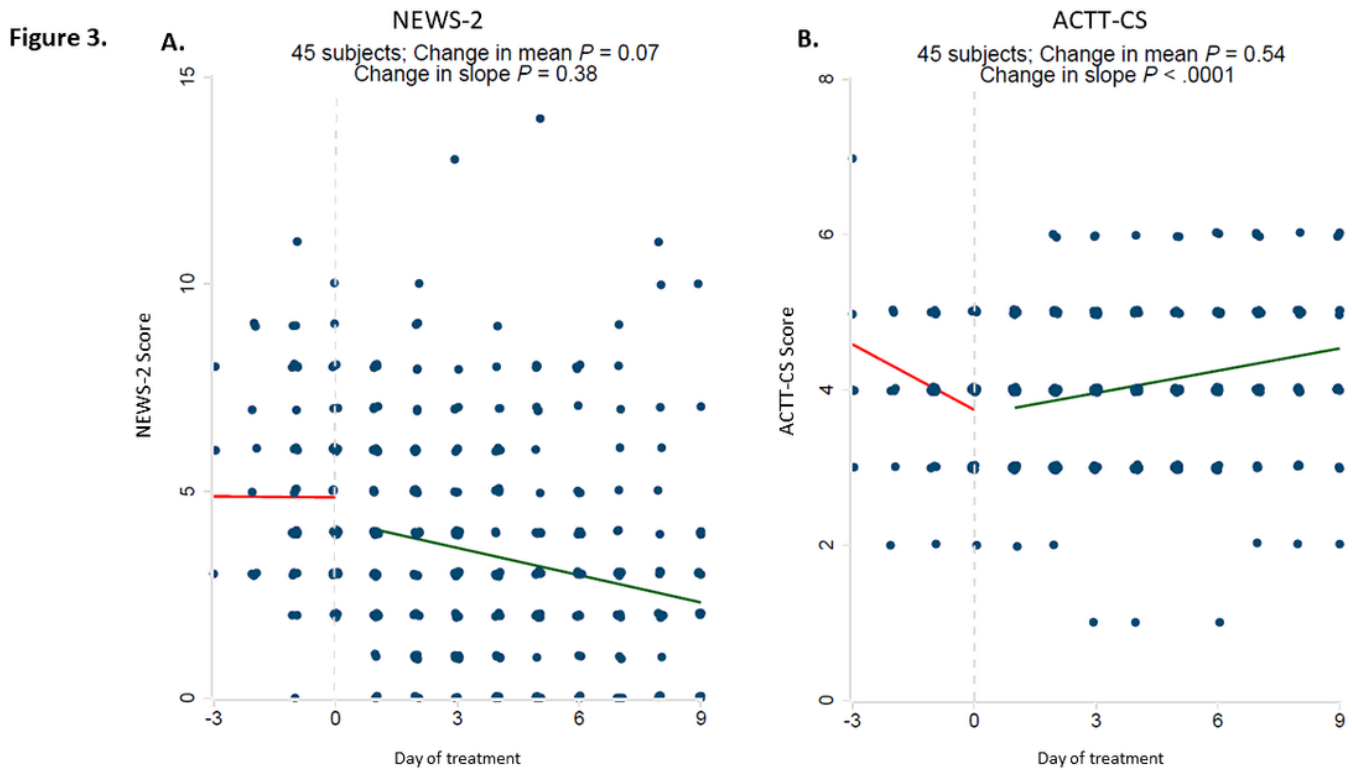 Figure 3.
A.
NEWS-2
45 subjects; Change in mean P = 0.07
Change in slope P = 0.38
15
10
5
0
NEWS-2 Score
-3 0 3 6 9
Day of treatment
B.
ACTT-CS
45 subjects; Change in mean P = 0.54
Change in slope P < .0001
8
6
4
2
0
ACTT-CS Score
-3 0 3 6 9
Day of treatment